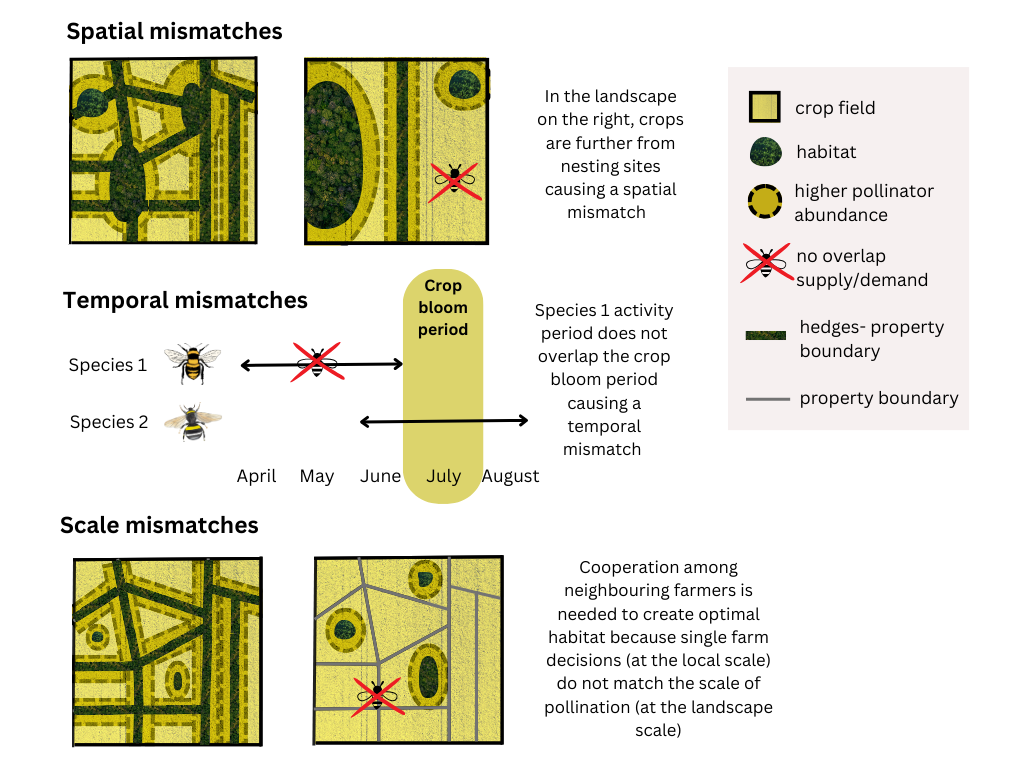 Spatial mismatches
In the landscape
on the right, crops
are further from
nesting sites
causing a spatial
mismatch
crop field
habitat
higher pollinator
abundance
no overlap
supply/demand
hedges- property
boundary
property boundary
Temporal mismatches
Crop
bloom
period
Species 1
Species 2
April May June July August
Species 1 activity
period does not
overlap the crop
bloom period
causing a
temporal
mismatch
Scale mismatches
Cooperation among
neighbouring farmers is
needed to create optimal
habitat because single farm
decisions (at the local scale)
do not match the scale of
pollination (at the landscape
scale)